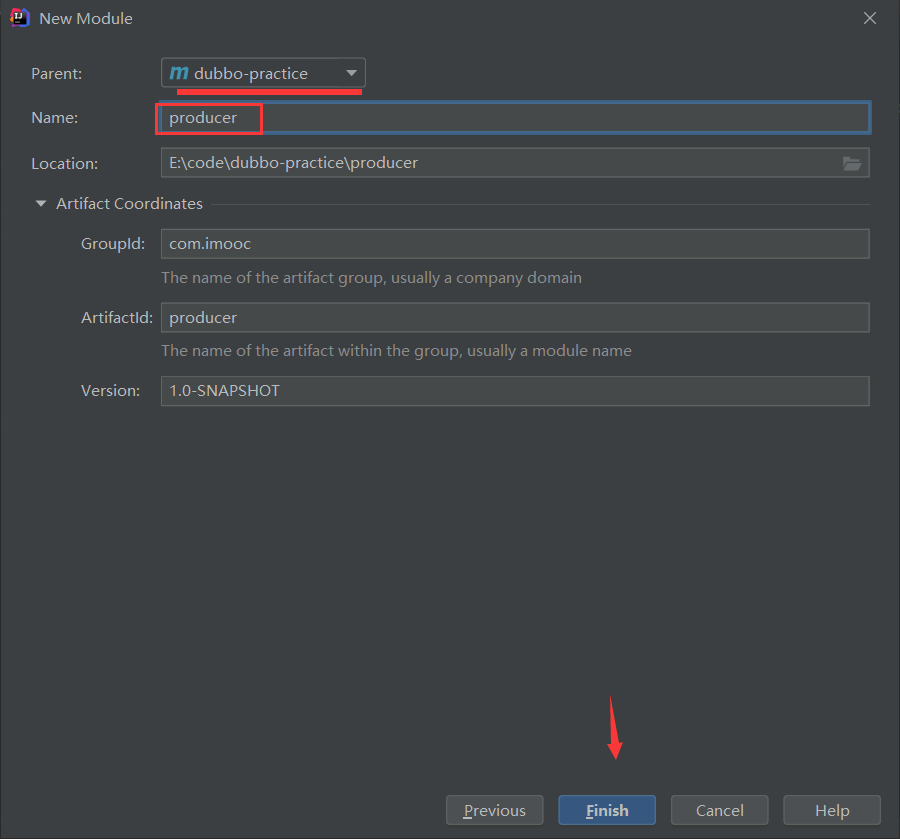 New Module
Parent: m dubbo-practice
Name: producer
Location: E:\code\dubbo-practice\producer
Artifact Coordinates
GroupId: com.imooc
The name of the artifact group, usually a company domain
ArtifactId: producer
The name of the artifact within the group, usually a module name
Version: 1.0-SNAPSHOT
Previous Finish Cancel Help